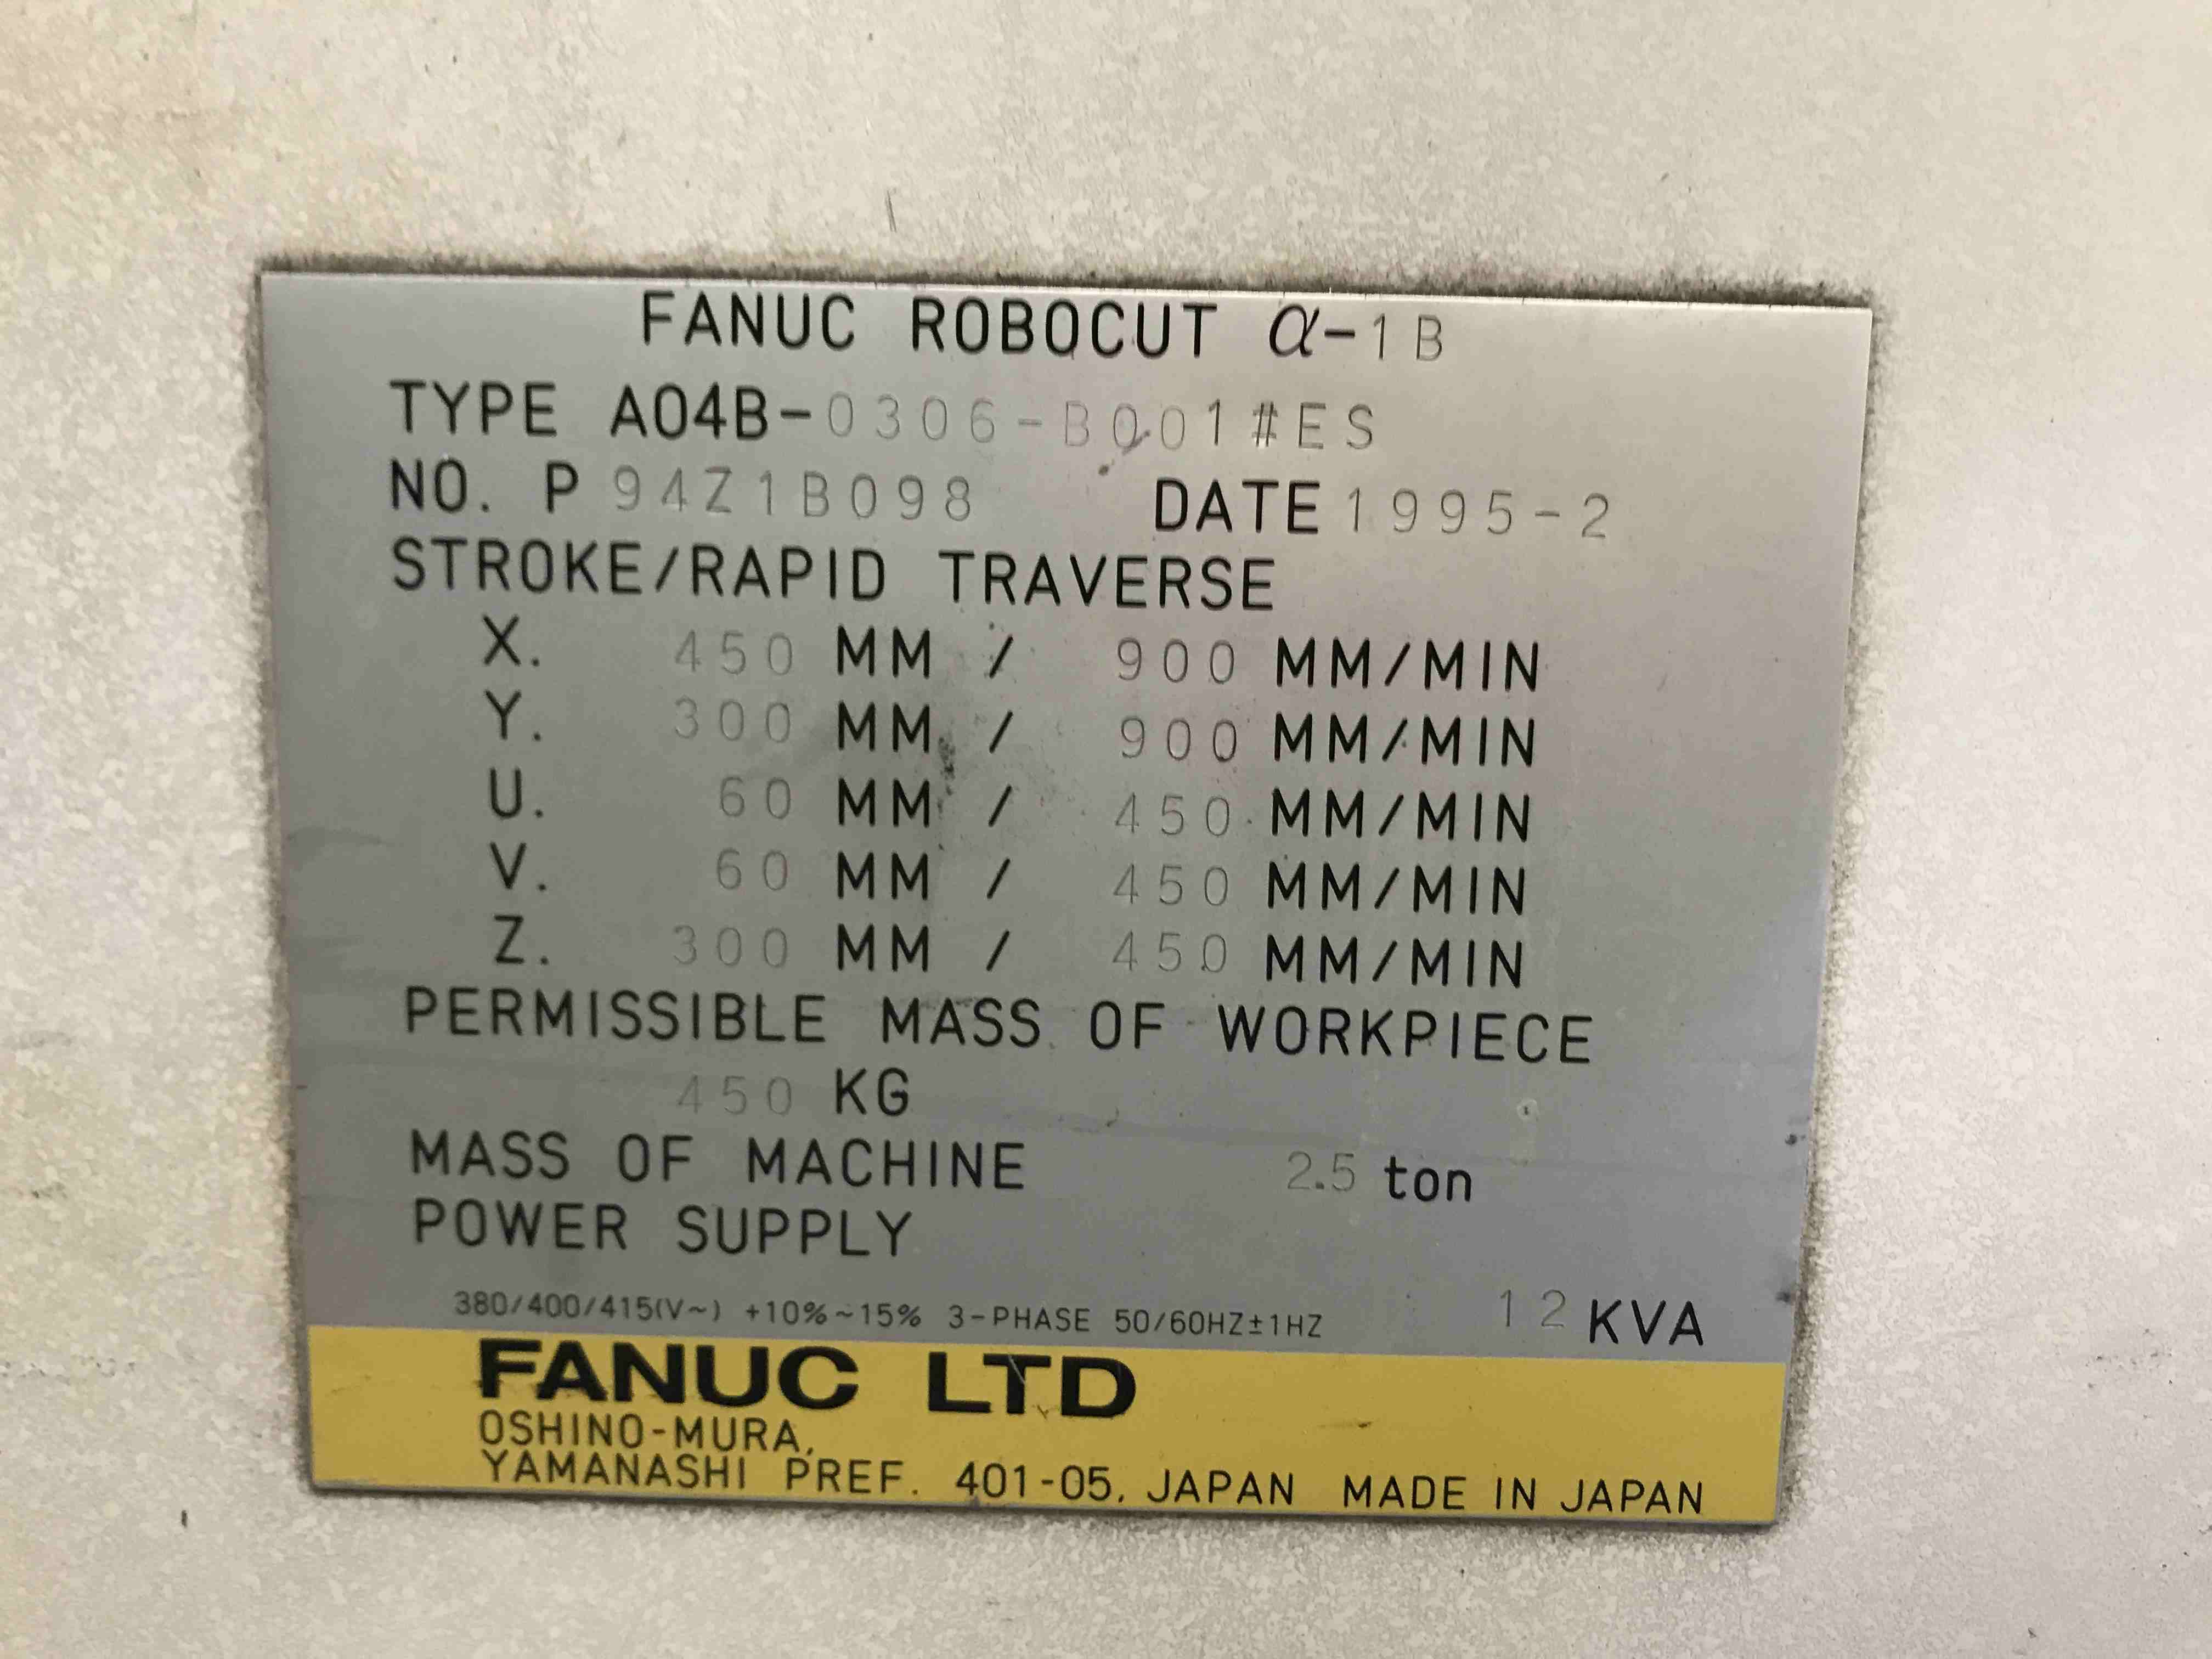 FANUC ROBOCUT α-1B
TYPE A04B-0306-B001#ES
NO. P 94Z1B098 DATE 1995-2
STROKE/RAPID TRAVERSE
X. 450 MM / 900 MM/MIN
Y. 300 MM / 900 MM/MIN
U. 60 MM / 450 MM/MIN
V. 60 MM / 450 MM/MIN
Z. 300 MM / 450 MM/MIN
PERMISSIBLE MASS OF WORKPIECE
450 KG
MASS OF MACHINE 2.5 ton
POWER SUPPLY
380/400/415(V~) +10%~15% 3-PHASE 50/60HZ±1HZ 12 KVA
FANUC LTD
OSHINO-MURA,
YAMANASHI PREF. 401-05, JAPAN MADE IN JAPAN